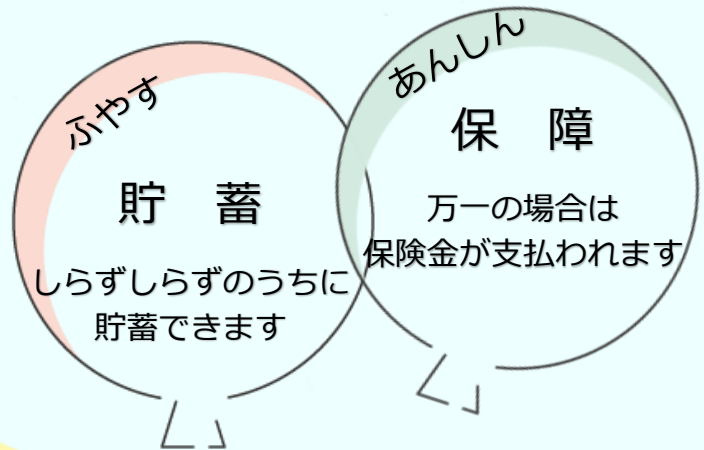 ふやす
貯　蓄
しらずしらずのうちに
貯蓄できます
あんしん
保　障
万一の場合は
保険金が支払われます